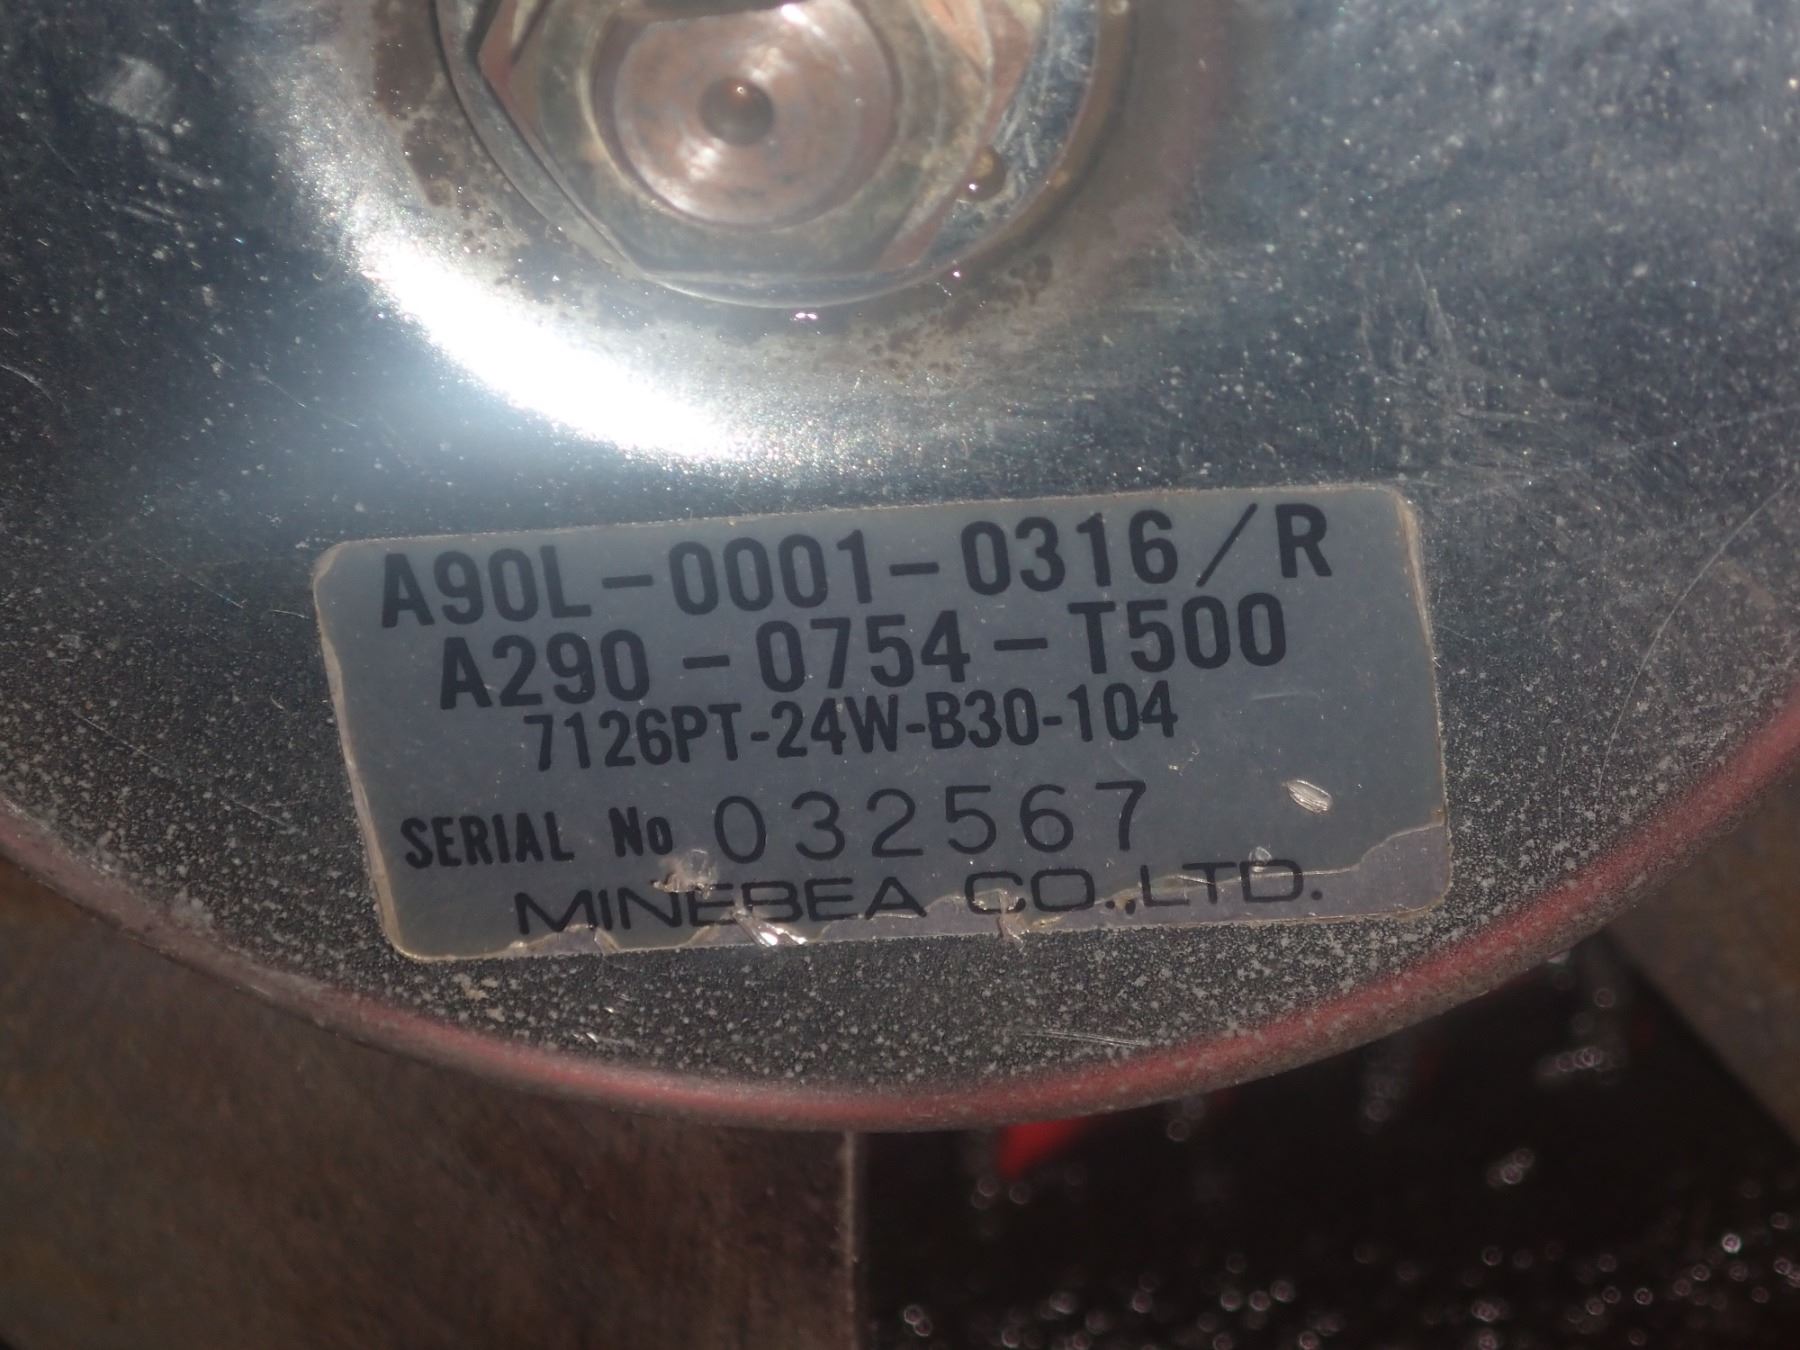 A90L-0001-0316/R
A290-0754-T500
7126PT-24W-B30-104
SERIAL No 032567
MINEBEA CO.,LTD.